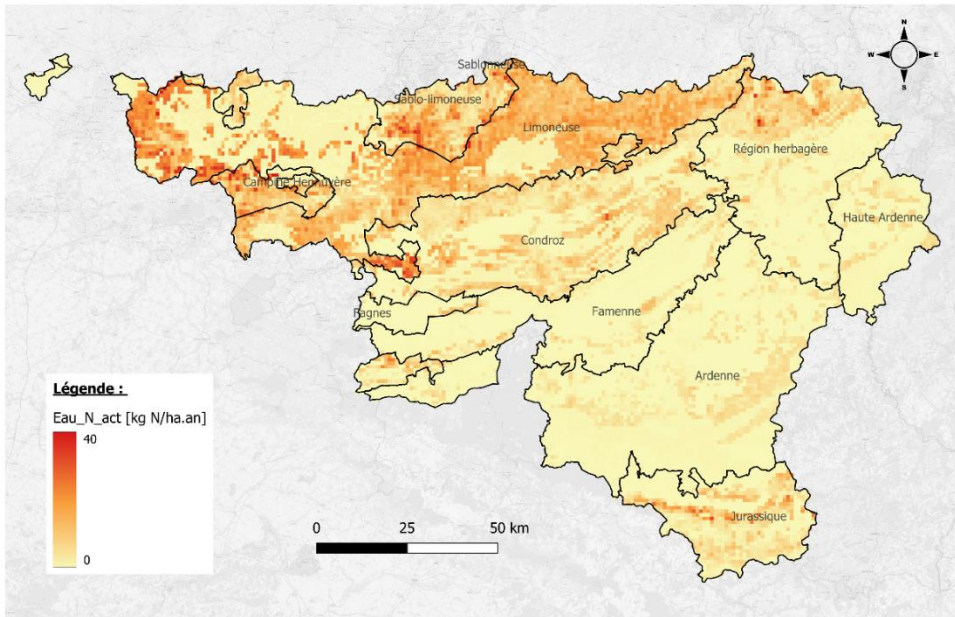 N
W
E
S
Sablonneuse
Sablo-limoneuse
Limoneuse
Région herbagère
Campine Hennuyère
Haute Ardenne
Condroz
Fagnes
Famenne
Ardenne
Légende :
Eau_N_act [kg N/ha.an]
40
0
0 25 50 km
Jurassique